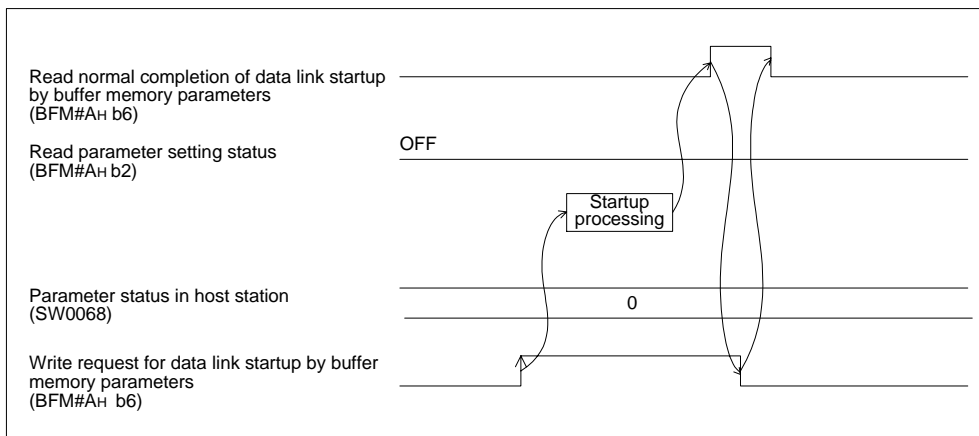 Read normal completion of data link startup
by buffer memory parameters
(BFM#AH b6)
OFF
Read parameter setting status
(BFM#AH b2)
Startup
processing
Parameter status in host station
(SW0068)
0
Write request for data link startup by buffer
memory parameters
(BFM#AH b6)